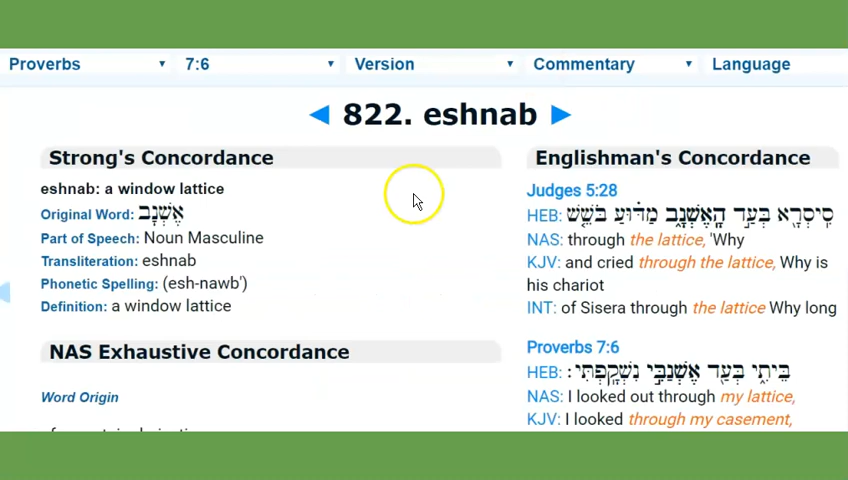 Proverbs 7:6 Version Commentary Language
822. eshnab
Strong's Concordance
eshnab: a window lattice
Original Word: אֶשְׁנָב
Part of Speech: Noun Masculine
Transliteration: eshnab
Phonetic Spelling: (esh-nawb')
Definition: a window lattice
NAS Exhaustive Concordance
Word Origin
Englishman's Concordance
Judges 5:28
HEB: סִֽיסְרָ֖א בְּעַ֣ד הָֽאֶשְׁנָ֑ב מַדּ֗וּעַ בֹּשֵׁ֤שׁ
NAS: through the lattice, 'Why
KJV: and cried through the lattice, Why is
his chariot
INT: of Sisera through the lattice Why long
Proverbs 7:6
HEB: בֵּיתִ֑י בְּעַ֖ד אֶשְׁנַבִּ֣י נִשְׁקָֽפְתִּי׃
NAS: I looked out through my lattice,
KJV: I looked through my casement,